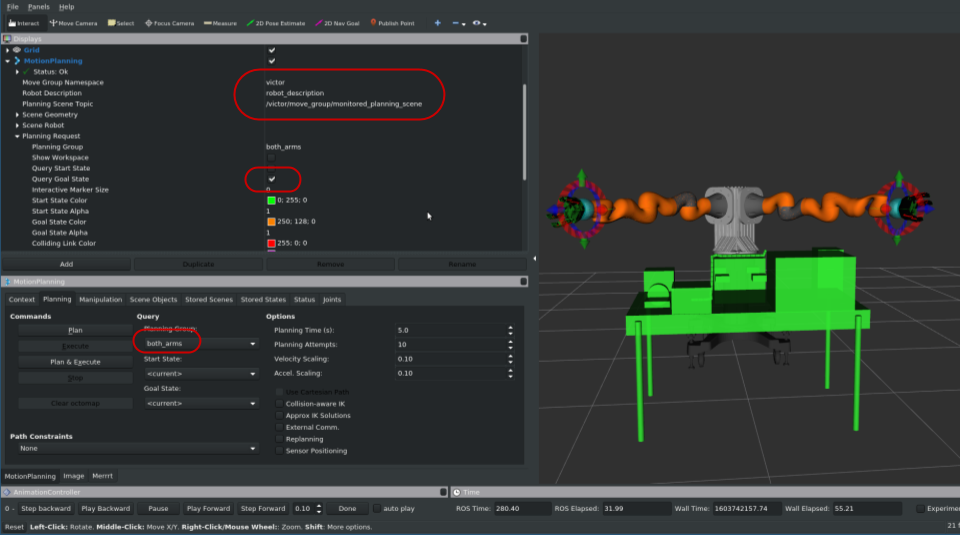 File Panels Help
Interact Move Camera Select Focus Camera Measure 2D Pose Estimate 2D Nav Goal Publish Point
Displays
Grid
MotionPlanning
Status: Ok
Move Group Namespace victor
Robot Description robot_description
Planning Scene Topic /victor/move_group/monitored_planning_scene
Scene Geometry
Scene Robot
Planning Request
Planning Group both_arms
Show Workspace
Query Start State
Query Goal State
Interactive Marker Size 0
Start State Color 0; 255; 0
Start State Alpha 1
Goal State Color 250; 128; 0
Goal State Alpha 1
Colliding Link Color 255; 0; 0
Add Duplicate Remove Rename
MotionPlanning
Context Planning Manipulation Scene Objects Stored Scenes Stored States Status Joints
Commands Query Options
Plan
Execute
Plan & Execute
Stop
Clear octomap
Planning Group:
both_arms
Start State:
<current>
Goal State:
<current>
Planning Time (s): 5.0
Planning Attempts: 10
Velocity Scaling: 0.10
Accel. Scaling: 0.10
Use Cartesian Path
Collision-aware IK
Approx IK Solutions
External Comm.
Replanning
Sensor Positioning
Path Constraints
None
MotionPlanning Image Merrrt
AnimationController
0 - Step backward Play Backward Pause Play Forward Step Forward 0.10 Done auto play
Time
ROS Time: 280.40 ROS Elapsed: 31.99 Wall Time: 1603742157.74 Wall Elapsed: 55.21 Experime
Reset Left-Click: Rotate. Middle-Click: Move X/Y. Right-Click/Mouse Wheel:: Zoom. Shift: More options.
21 f